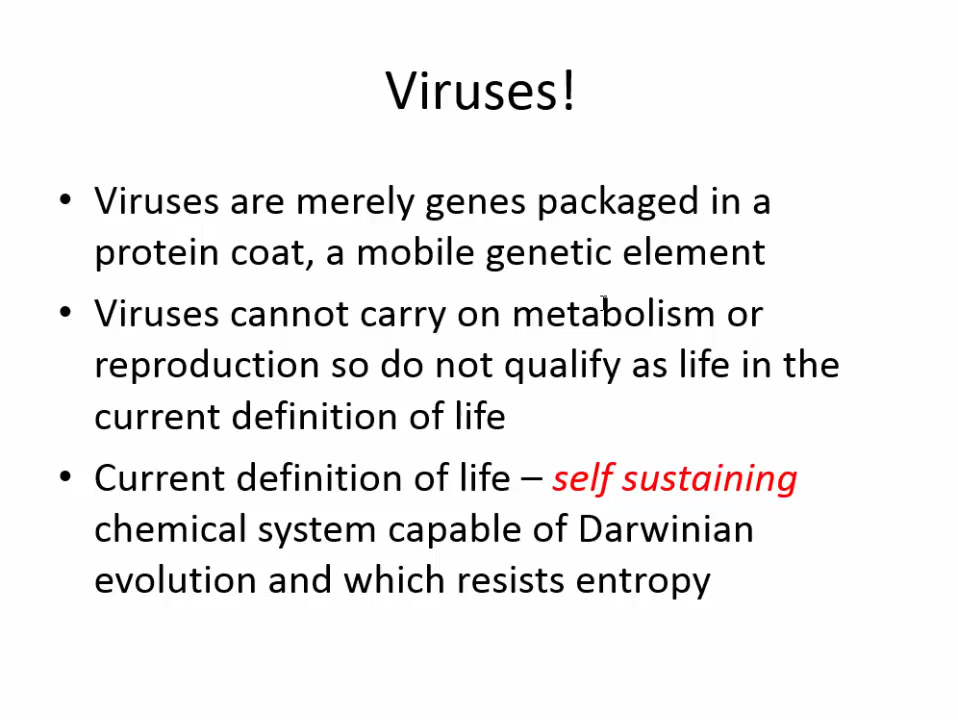 Viruses!
• Viruses are merely genes packaged in a
protein coat, a mobile genetic element
• Viruses cannot carry on metabolism or
reproduction so do not qualify as life in the
current definition of life
• Current definition of life – self sustaining
chemical system capable of Darwinian
evolution and which resists entropy